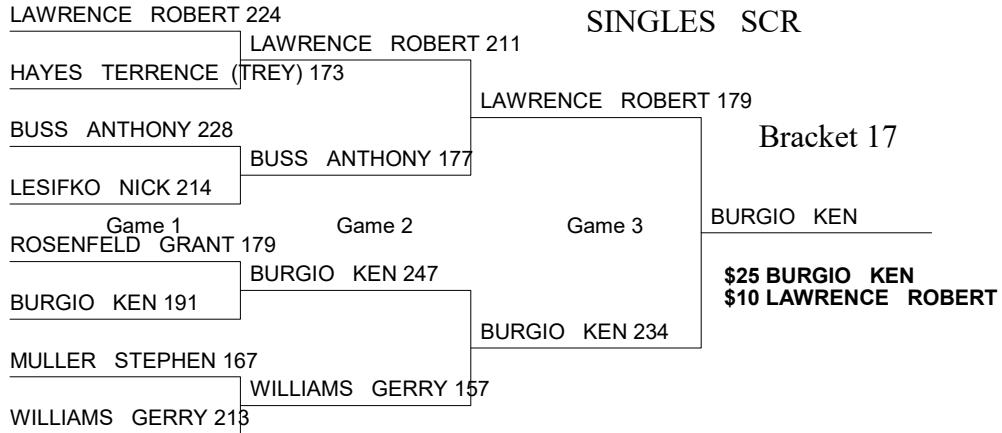 LAWRENCE ROBERT 224
SINGLES SCR
LAWRENCE ROBERT 211
HAYES TERRENCE (TREY) 173
LAWRENCE ROBERT 179
BUSS ANTHONY 228
Bracket 17
BUSS ANTHONY 177
LESIFKO NICK 214
Game 1 Game 2 Game 3
BURGIO KEN
ROSENFELD GRANT 179
BURGIO KEN 247
$25 BURGIO KEN
$10 LAWRENCE ROBERT
BURGIO KEN 191
BURGIO KEN 234
MULLER STEPHEN 167
WILLIAMS GERRY 157
WILLIAMS GERRY 213